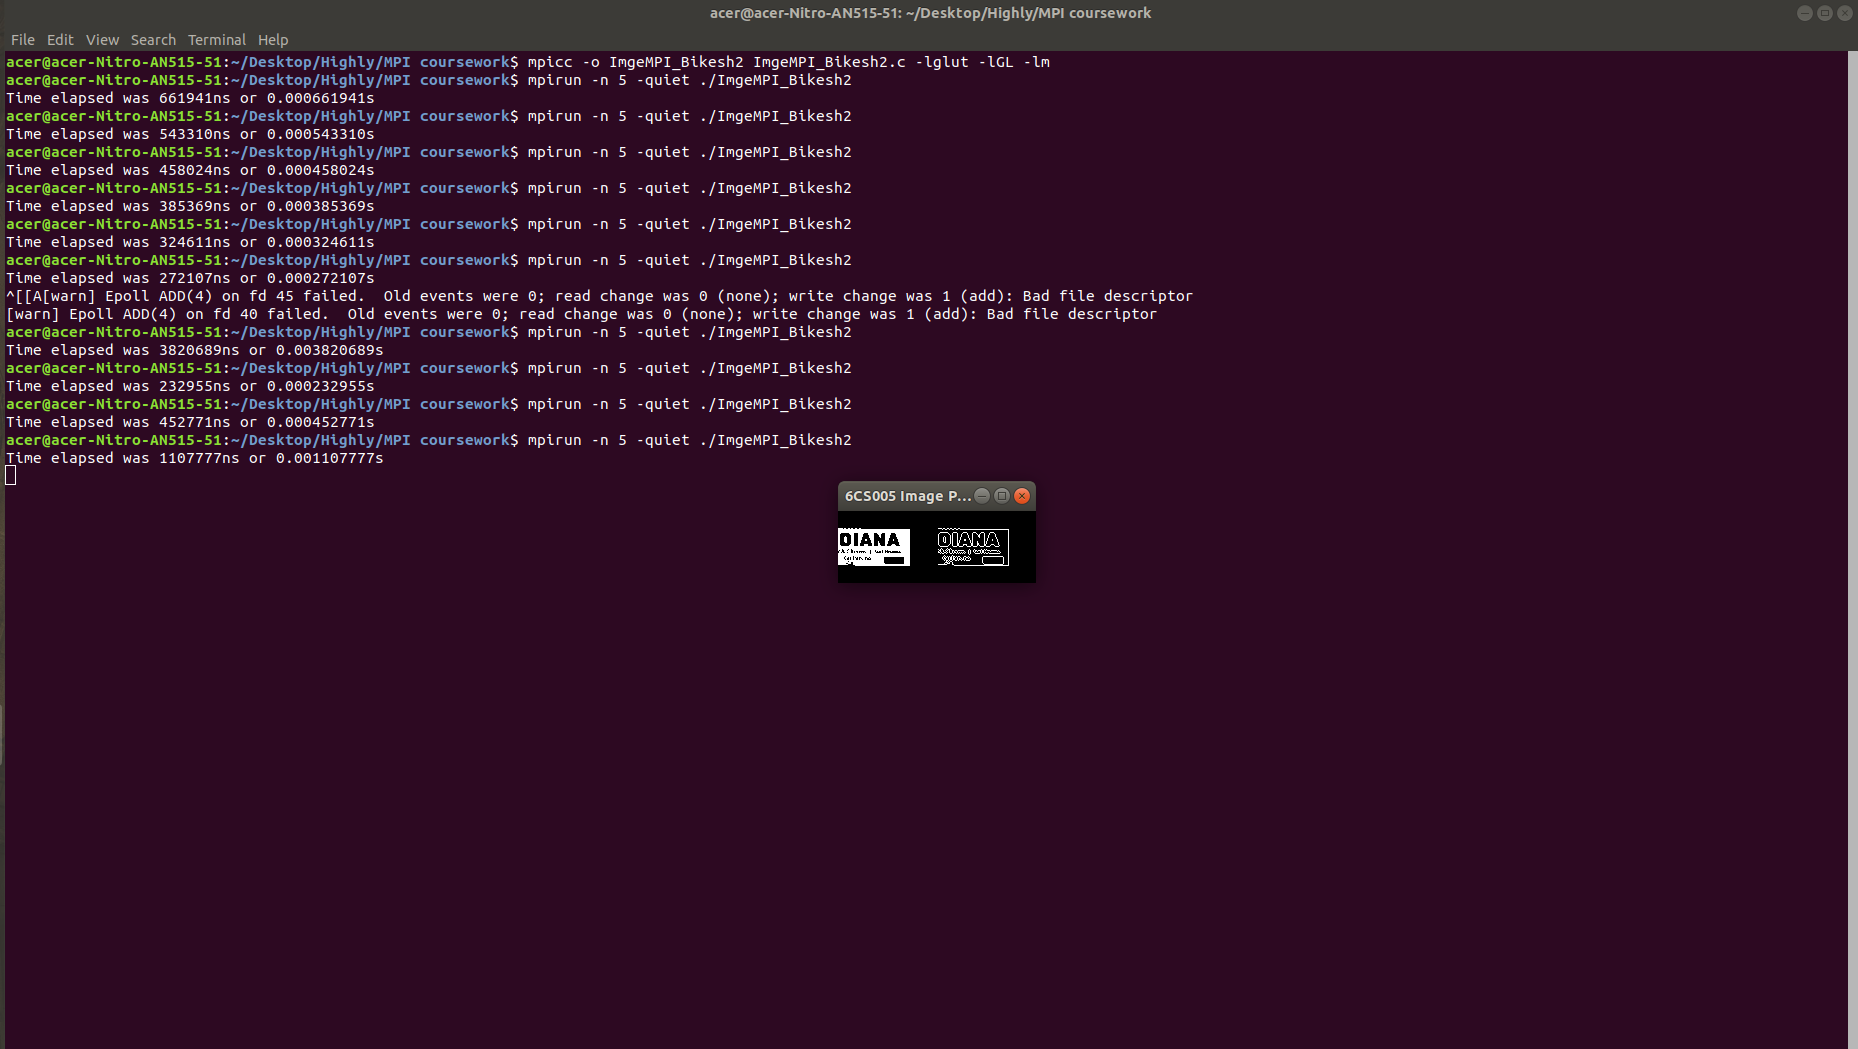 acer@acer-Nitro-AN515-51: ~/Desktop/Highly/MPI coursework
File Edit View Search Terminal Help
acer@acer-Nitro-AN515-51:~/Desktop/Highly/MPI coursework$ mpicc -o ImgeMPI_Bikesh2 ImgeMPI_Bikesh2.c -lglut -lGL -lm
acer@acer-Nitro-AN515-51:~/Desktop/Highly/MPI coursework$ mpirun -n 5 -quiet ./ImgeMPI_Bikesh2
Time elapsed was 661941ns or 0.000661941s
acer@acer-Nitro-AN515-51:~/Desktop/Highly/MPI coursework$ mpirun -n 5 -quiet ./ImgeMPI_Bikesh2
Time elapsed was 543310ns or 0.000543310s
acer@acer-Nitro-AN515-51:~/Desktop/Highly/MPI coursework$ mpirun -n 5 -quiet ./ImgeMPI_Bikesh2
Time elapsed was 458024ns or 0.000458024s
acer@acer-Nitro-AN515-51:~/Desktop/Highly/MPI coursework$ mpirun -n 5 -quiet ./ImgeMPI_Bikesh2
Time elapsed was 385369ns or 0.000385369s
acer@acer-Nitro-AN515-51:~/Desktop/Highly/MPI coursework$ mpirun -n 5 -quiet ./ImgeMPI_Bikesh2
Time elapsed was 324611ns or 0.000324611s
acer@acer-Nitro-AN515-51:~/Desktop/Highly/MPI coursework$ mpirun -n 5 -quiet ./ImgeMPI_Bikesh2
Time elapsed was 272107ns or 0.000272107s
^[[A[warn] Epoll ADD(4) on fd 45 failed.  Old events were 0; read change was 0 (none); write change was 1 (add): Bad file descriptor
[warn] Epoll ADD(4) on fd 40 failed.  Old events were 0; read change was 0 (none); write change was 1 (add): Bad file descriptor
acer@acer-Nitro-AN515-51:~/Desktop/Highly/MPI coursework$ mpirun -n 5 -quiet ./ImgeMPI_Bikesh2
Time elapsed was 3820689ns or 0.003820689s
acer@acer-Nitro-AN515-51:~/Desktop/Highly/MPI coursework$ mpirun -n 5 -quiet ./ImgeMPI_Bikesh2
Time elapsed was 232955ns or 0.000232955s
acer@acer-Nitro-AN515-51:~/Desktop/Highly/MPI coursework$ mpirun -n 5 -quiet ./ImgeMPI_Bikesh2
Time elapsed was 452771ns or 0.000452771s
acer@acer-Nitro-AN515-51:~/Desktop/Highly/MPI coursework$ mpirun -n 5 -quiet ./ImgeMPI_Bikesh2
Time elapsed was 1107777ns or 0.001107777s
6CS005 Image P...
DIANA DIANA